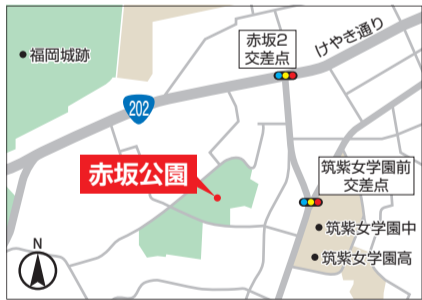 福岡城跡
赤坂2
交差点
けやき通り
202
赤坂公園
筑紫女学園前
交差点
筑紫女学園中
筑紫女学園高
N